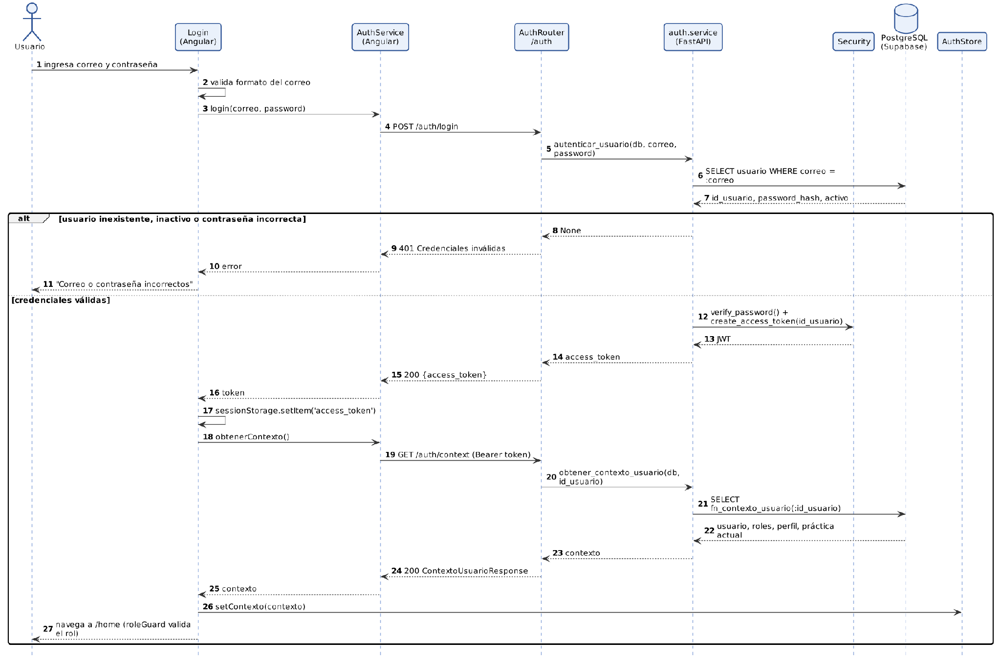 Usuario
Login
(Angular)
AuthService
(Angular)
AuthRouter
/auth
auth.service
(FastAPI)
Security
PostgreSQL
(Supabase)
AuthStore
1 ingresa correo y contraseña
2 valida formato del correo
3 login(correo, password)
4 POST /auth/login
5 autenticar_usuario(db, correo,
password)
6 SELECT usuario WHERE correo =
:correo
7 id_usuario, password_hash, activo
alt [usuario inexistente, inactivo o contraseña incorrecta]
8 None
9 401 Credenciales inválidas
10 error
11 "Correo o contraseña incorrectos"
[credenciales válidas]
12 verify_password() +
create_access_token(id_usuario)
13 JWT
14 access_token
15 200 {access_token}
16 token
17 sessionStorage.setItem('access_token')
18 obtenerContexto()
19 GET /auth/context (Bearer token)
20 obtener_contexto_usuario(db,
id_usuario)
21 SELECT
fn_contexto_usuario(:id_usuario)
22 usuario, roles, perfil, práctica
actual
23 contexto
24 200 ContextoUsuarioResponse
25 contexto
26 setContexto(contexto)
27 navega a /home (roleGuard valida
el rol)